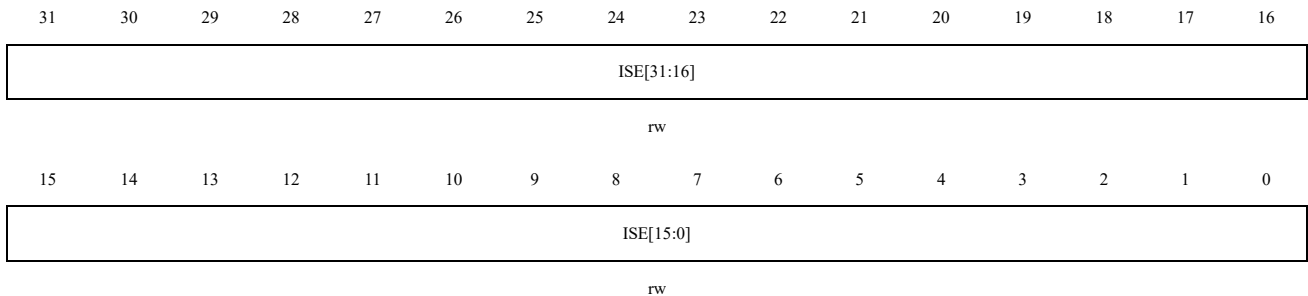 31 30 29 28 27 26 25 24 23 22 21 20 19 18 17 16
ISE[31:16]
rw
15 14 13 12 11 10 9 8 7 6 5 4 3 2 1 0
ISE[15:0]
rw